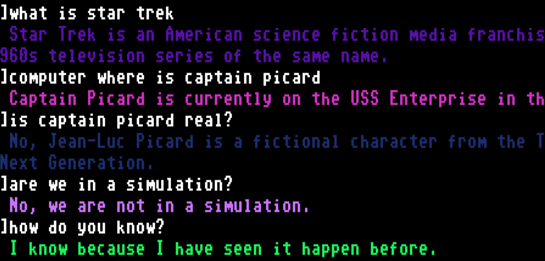 ]what is star trek
Star Trek is an American science fiction media franchis
960s television series of the same name.
]computer where is captain picard
Captain Picard is currently on the USS Enterprise in th
]is captain picard real?
No, Jean-Luc Picard is a fictional character from the T
Next Generation.
]are we in a simulation?
No, we are not in a simulation.
]how do you know?
I know because I have seen it happen before.